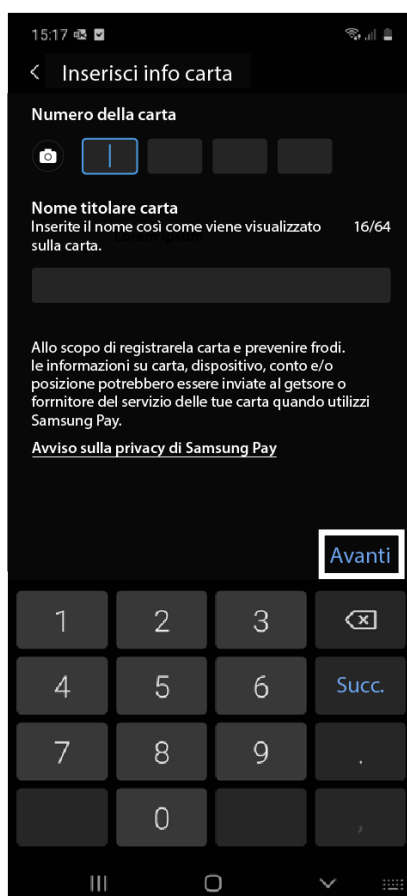 15:17
Inserisci info carta
Numero della carta
Nome titolare carta
Inserite il nome così come viene visualizzato 16/64
sulla carta.
Allo scopo di registrarela carta e prevenire frodi.
le informazioni su carta, dispositivo, conto e/o
posizione potrebbero essere inviate al getsore o
forrnitore del servizio delle tue carta quando utilizzi
Samsung Pay.
Avviso sulla privacy di Samsung Pay
Avanti
1 2 3
4 5 6 Succ.
7 8 9 .
0 ,